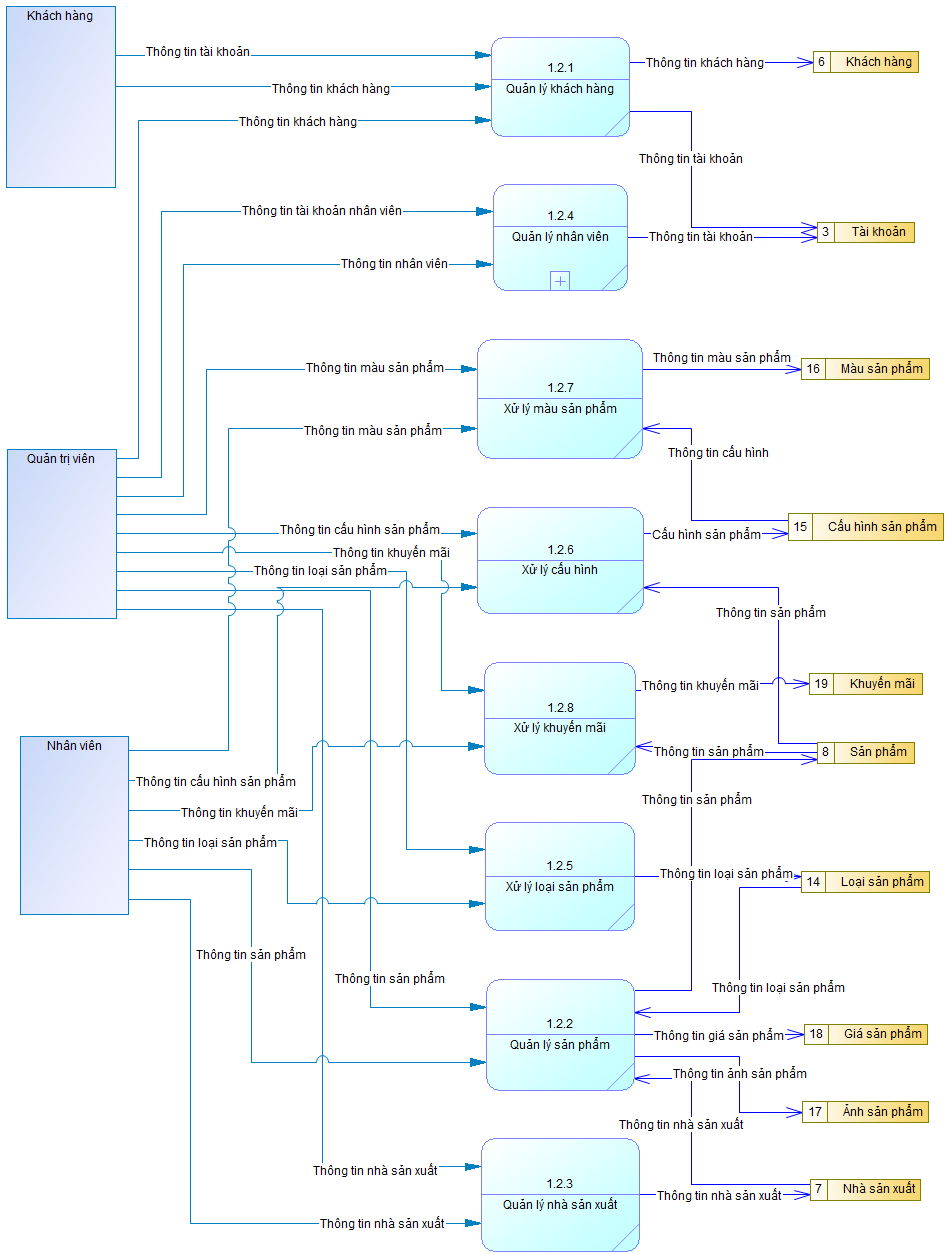 Khách hàng
Thông tin tài khoản
Thông tin khách hàng
Thông tin khách hàng
1.2.1
Quản lý khách hàng
Thông tin khách hàng
6 Khách hàng
Thông tin tài khoản
Thông tin tài khoản nhân viên
Thông tin nhân viên
1.2.4
Quản lý nhân viên
Thông tin tài khoản
3 Tài khoản
Thông tin màu sản phẩm
Thông tin màu sản phẩm
1.2.7
Xử lý màu sản phẩm
Thông tin màu sản phẩm
16 Màu sản phẩm
Thông tin cấu hình
Quản trị viên
Thông tin cấu hình sản phẩm
Thông tin khuyến mãi
Thông tin loại sản phẩm
1.2.6
Xử lý cấu hình
Cấu hình sản phẩm
15 Cấu hình sản phẩm
Thông tin sản phẩm
1.2.8
Xử lý khuyến mãi
Thông tin khuyến mãi
19 Khuyến mãi
Thông tin sản phẩm
8 Sản phẩm
Nhân viên
Thông tin cấu hình sản phẩm
Thông tin khuyến mãi
Thông tin loại sản phẩm
Thông tin sản phẩm
1.2.5
Xử lý loại sản phẩm
Thông tin loại sản phẩm
14 Loại sản phẩm
Thông tin sản phẩm
Thông tin sản phẩm
Thông tin loại sản phẩm
1.2.2
Quản lý sản phẩm
Thông tin giá sản phẩm
18 Giá sản phẩm
Thông tin ảnh sản phẩm
17 Ảnh sản phẩm
Thông tin nhà sản xuất
Thông tin nhà sản xuất
Thông tin nhà sản xuất
1.2.3
Quản lý nhà sản xuất
Thông tin nhà sản xuất
7 Nhà sản xuất